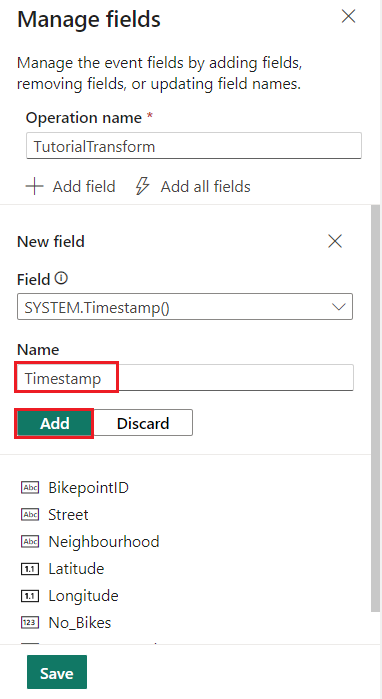 Manage fields
Manage the event fields by adding fields,
removing fields, or updating field names.
Operation name *
TutorialTransform
Add field Add all fields
New field
Field
SYSTEM.Timestamp()
Name
Timestamp
Add Discard
Abc BikepointID
Abc Street
Abc Neighbourhood
1.1 Latitude
1.1 Longitude
123 No_Bikes
Save